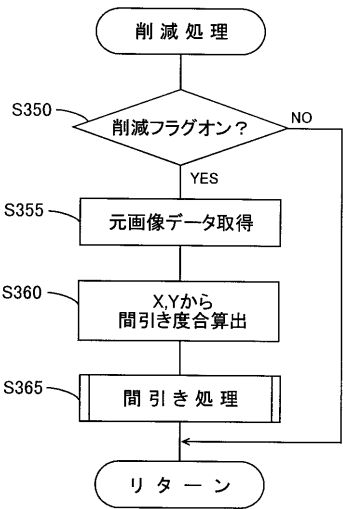 削減処理
S350
削減フラグオン？
NO
YES
S355
元画像データ取得
S360
X,Yから
間引き度合算出
S365
間引き処理
リターン